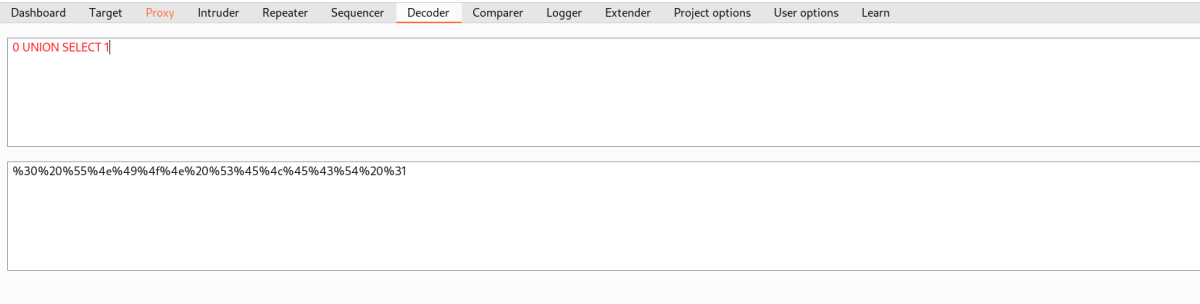 Dashboard Target Proxy Intruder Repeater Sequencer Decoder Comparer Logger Extender Project options User options Learn
0 UNION SELECT 1
%30%20%55%4e%49%4f%4e%20%53%45%4c%45%43%54%20%31